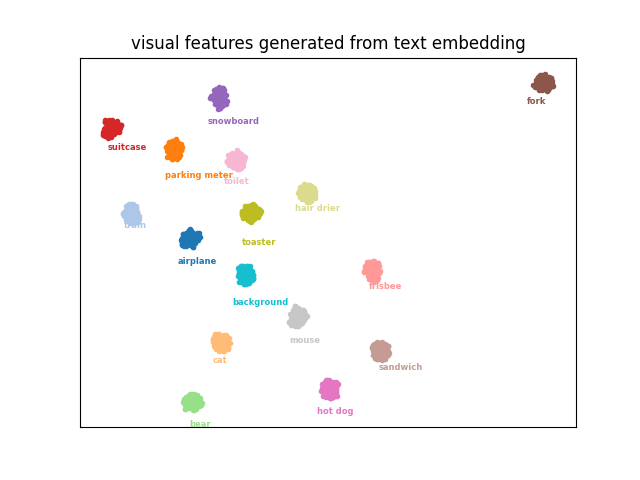 visual features generated from text embedding
fork
snowboard
suitcase
parking meter
toilet
hair drier
train
toaster
airplane
frisbee
background
mouse
cat
sandwich
hot dog
bear